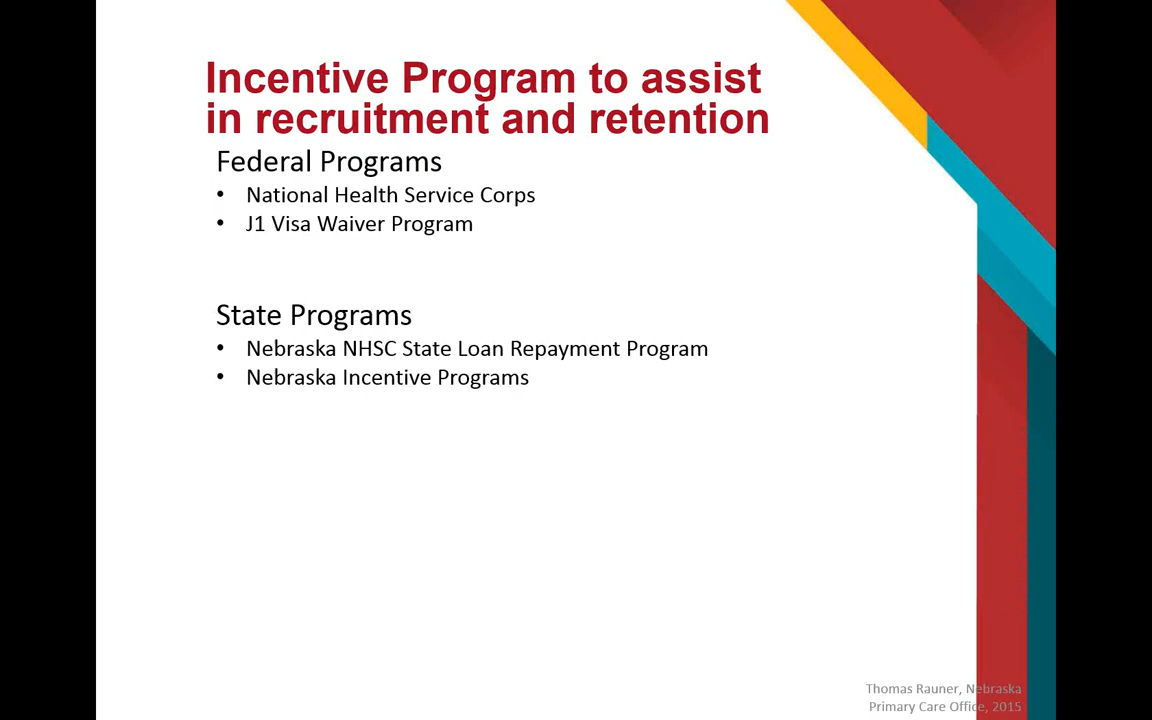 Incentive Program to assist
in recruitment and retention
Federal Programs
• National Health Service Corps
• J1 Visa Waiver Program
State Programs
• Nebraska NHSC State Loan Repayment Program
• Nebraska Incentive Programs
Thomas Rauner, Nebraska
Primary Care Office, 2015